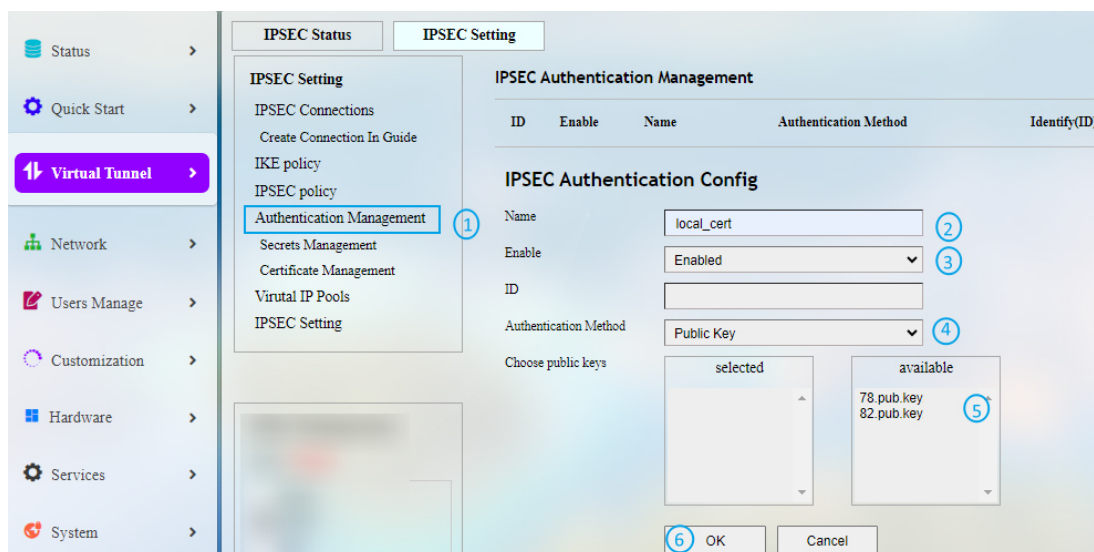 Status
Quick Start
Virtual Tunnel
Network
Users Manage
Customization
Hardware
Services
System
IPSEC Status
IPSEC Setting
IPSEC Setting
IPSEC Connections
Create Connection In Guide
IKE policy
IPSEC policy
Authentication Management
1
Secrets Management
Certificate Management
Virutal IP Pools
IPSEC Setting
IPSEC Authentication Management
ID Enable Name Authentication Method Identify(ID)
IPSEC Authentication Config
Name local_cert 2
Enable Enabled 3
ID
Authentication Method Public Key 4
Choose public keys selected available
78.pub.key
82.pub.key
5
6 OK Cancel